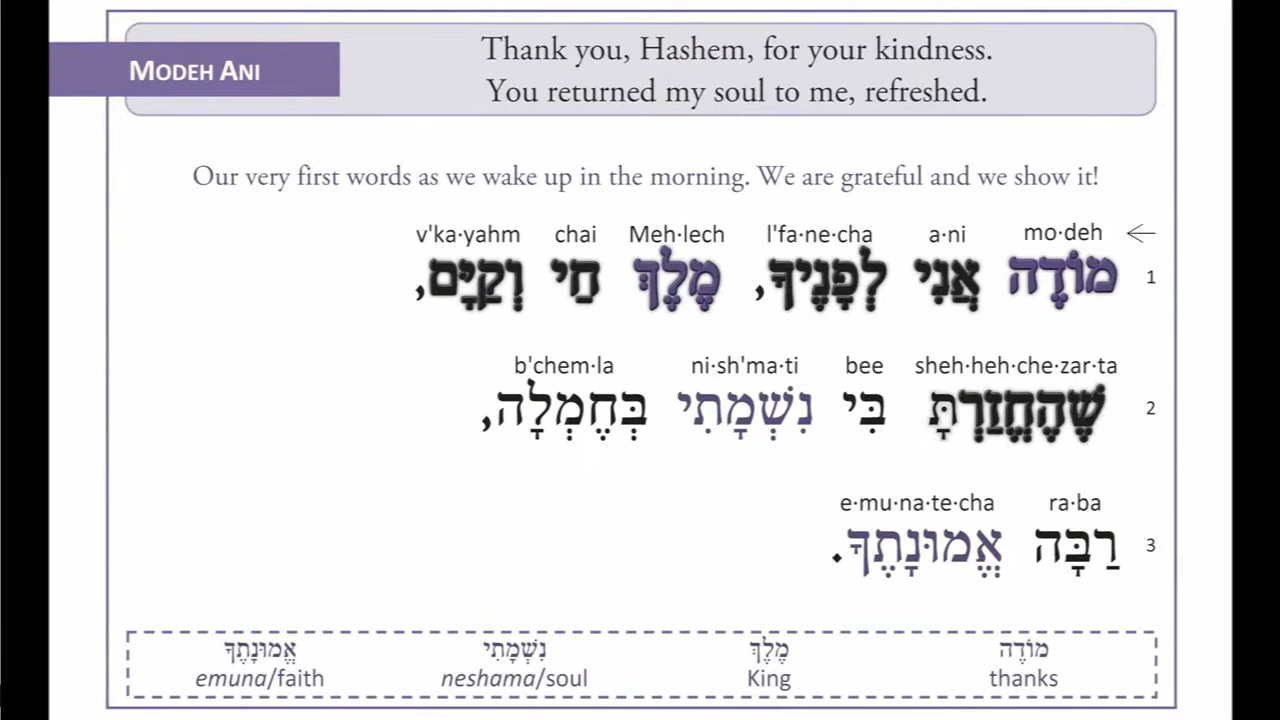 MODEH ANI
Thank you, Hashem, for your kindness.
You returned my soul to me, refreshed.
Our very first words as we wake up in the morning. We are grateful and we show it!
mo·deh a·ni l'fa·ne·cha Meh·lech chai v'ka·yahm
1 מוֹדֶה אֲנִי לְפָנֶיךָ, מֶלֶךְ חַי וְקַיָּם,
sheh·heh·che·zar·ta bee ni·sh'ma·ti b'chem·la
2 שֶׁהֶחֱזַרְתָּ בִּי נִשְׁמָתִי בְּחֶמְלָה,
ra·ba e·mu·na·te·cha
3 רַבָּה אֱמוּנָתֶךָ.
מוֹדֶה מֶלֶךְ נִשְׁמָתִי אֱמוּנָתֶךָ
thanks King neshama/soul emuna/faith